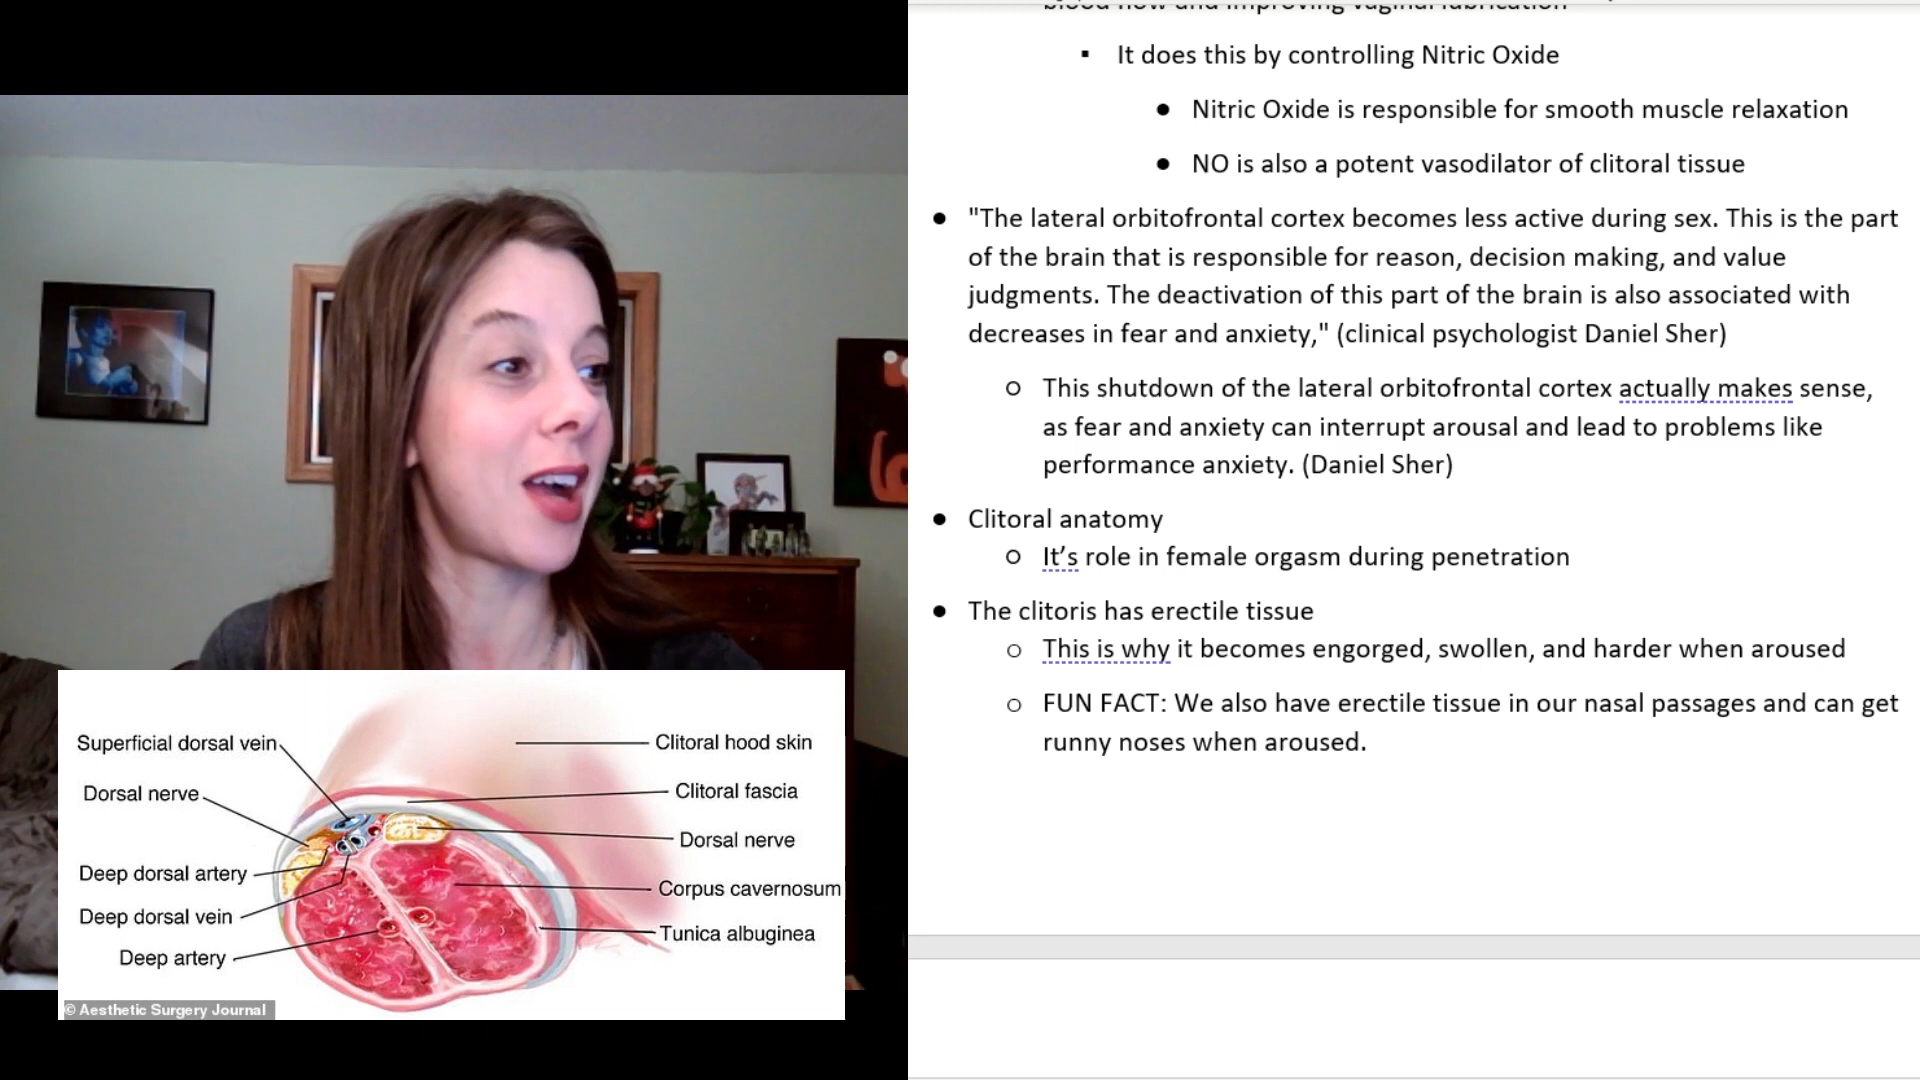 blood flow and improving vaginal lubrication
▪ It does this by controlling Nitric Oxide
● Nitric Oxide is responsible for smooth muscle relaxation
● NO is also a potent vasodilator of clitoral tissue
● "The lateral orbitofrontal cortex becomes less active during sex. This is the part
of the brain that is responsible for reason, decision making, and value
judgments. The deactivation of this part of the brain is also associated with
decreases in fear and anxiety," (clinical psychologist Daniel Sher)
○ This shutdown of the lateral orbitofrontal cortex actually makes sense,
as fear and anxiety can interrupt arousal and lead to problems like
performance anxiety. (Daniel Sher)
● Clitoral anatomy
○ It’s role in female orgasm during penetration
● The clitoris has erectile tissue
○ This is why it becomes engorged, swollen, and harder when aroused
○ FUN FACT: We also have erectile tissue in our nasal passages and can get
runny noses when aroused.
Superficial dorsal vein
Dorsal nerve
Deep dorsal artery
Deep dorsal vein
Deep artery
Clitoral hood skin
Clitoral fascia
Dorsal nerve
Corpus cavernosum
Tunica albuginea
© Aesthetic Surgery Journal